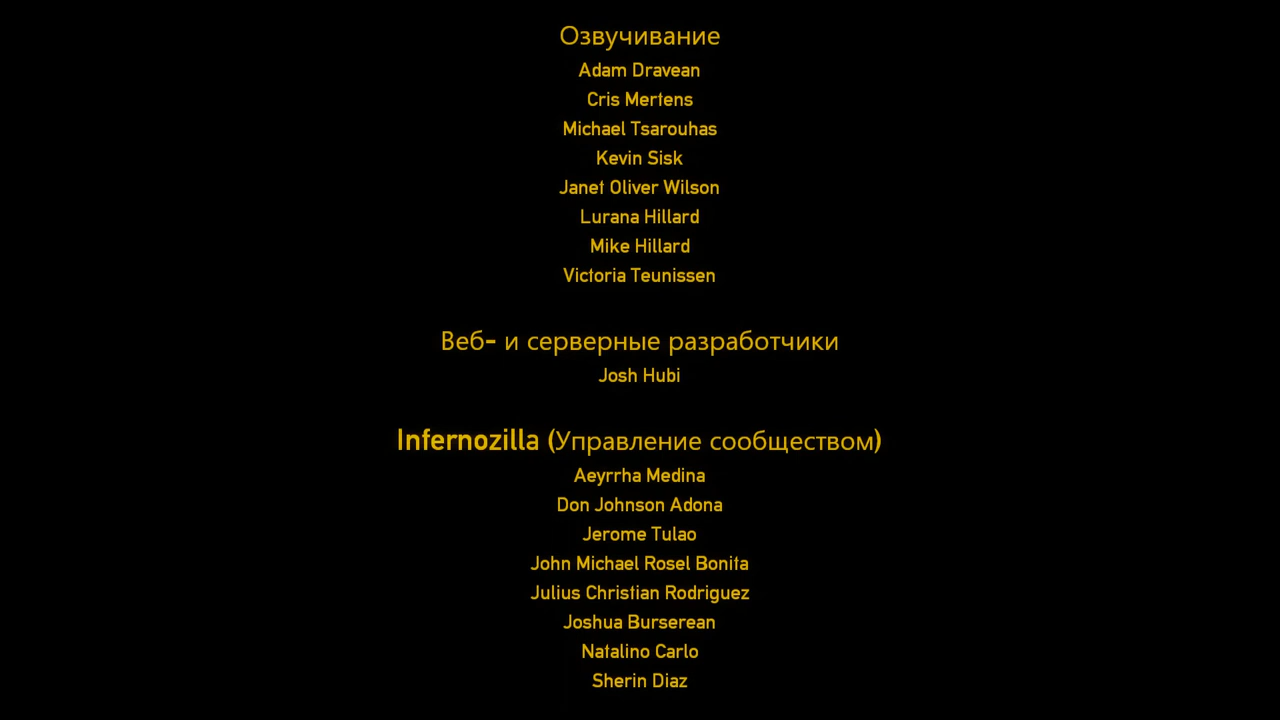 Озвучивание
Adam Dravean
Cris Mertens
Michael Tsarouhas
Kevin Sisk
Janet Oliver Wilson
Lurana Hillard
Mike Hillard
Victoria Teunissen
Веб- и серверные разработчики
Josh Hubi
Infernozilla (Управление сообществом)
Aeyrrha Medina
Don Johnson Adona
Jerome Tulao
John Michael Rosel Bonita
Julius Christian Rodriguez
Joshua Burserean
Natalino Carlo
Sherin Diaz